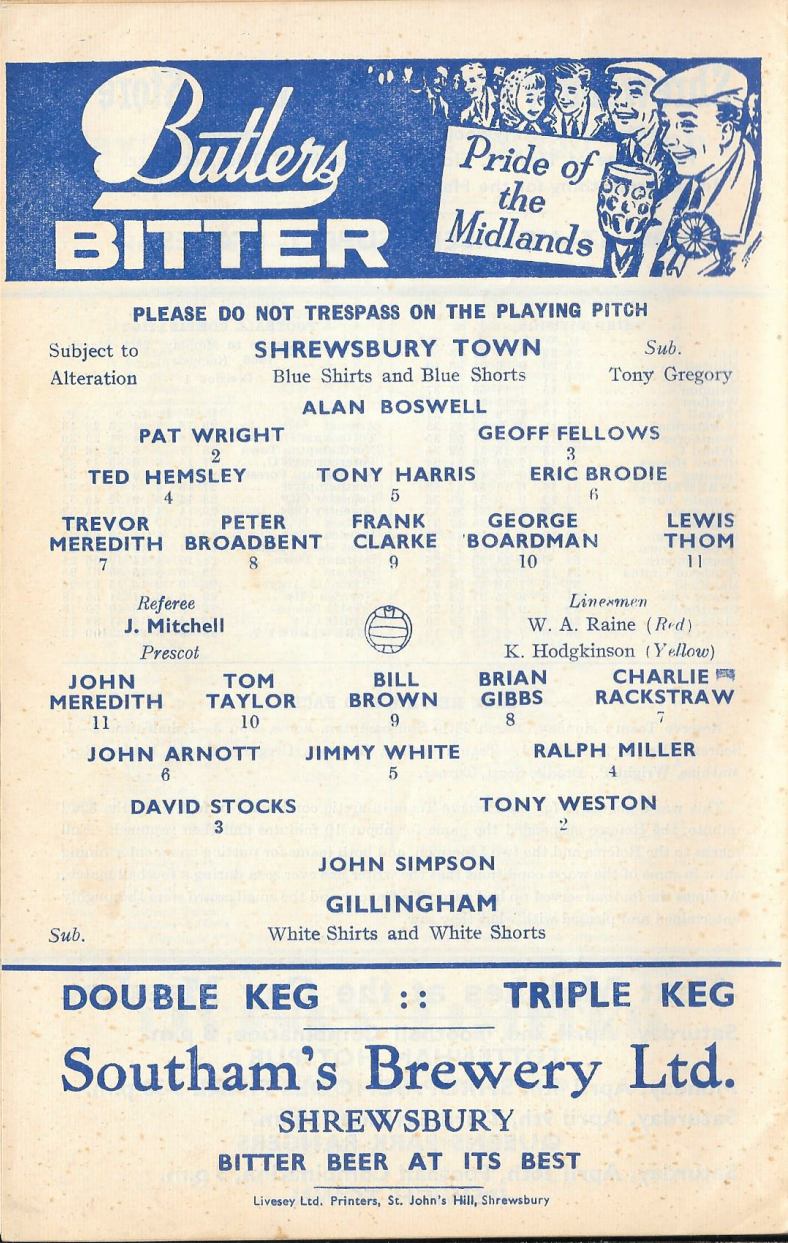 Butlers
BITTER
Pride of
the
Midlands
PLEASE DO NOT TRESPASS ON THE PLAYING PITCH
Subject to SHREWSBURY TOWN Sub.
Alteration Blue Shirts and Blue Shorts Tony Gregory
ALAN BOSWELL
PAT WRIGHT GEOFF FELLOWS
2 3
TED HEMSLEY TONY HARRIS ERIC BRODIE
4 5 6
TREVOR PETER FRANK GEORGE LEWIS
MEREDITH BROADBENT CLARKE BOARDMAN THOM
7 8 9 10 11
Referee Linesmen
J. Mitchell W. A. Raine (Red)
Prescot K. Hodgkinson (Yellow)
JOHN TOM BILL BRIAN CHARLIE
MEREDITH TAYLOR BROWN GIBBS RACKSTRAW
11 10 9 8 7
JOHN ARNOTT JIMMY WHITE RALPH MILLER
6 5 4
DAVID STOCKS TONY WESTON
3 2
JOHN SIMPSON
GILLINGHAM
Sub. White Shirts and White Shorts
DOUBLE KEG :: TRIPLE KEG
Southam's Brewery Ltd.
SHREWSBURY
BITTER BEER AT ITS BEST
Livesey Ltd. Printers, St. John's Hill, Shrewsbury